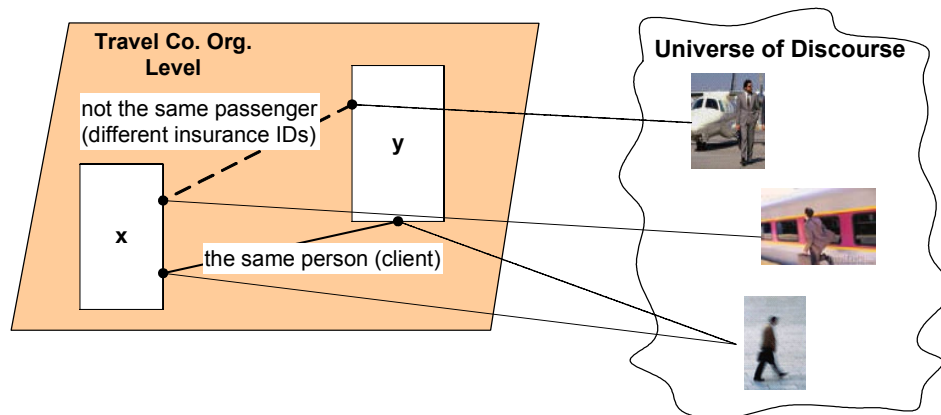 Travel Co. Org.
Level
Universe of Discourse
not the same passenger
(different insurance IDs)
y
x
the same person (client)